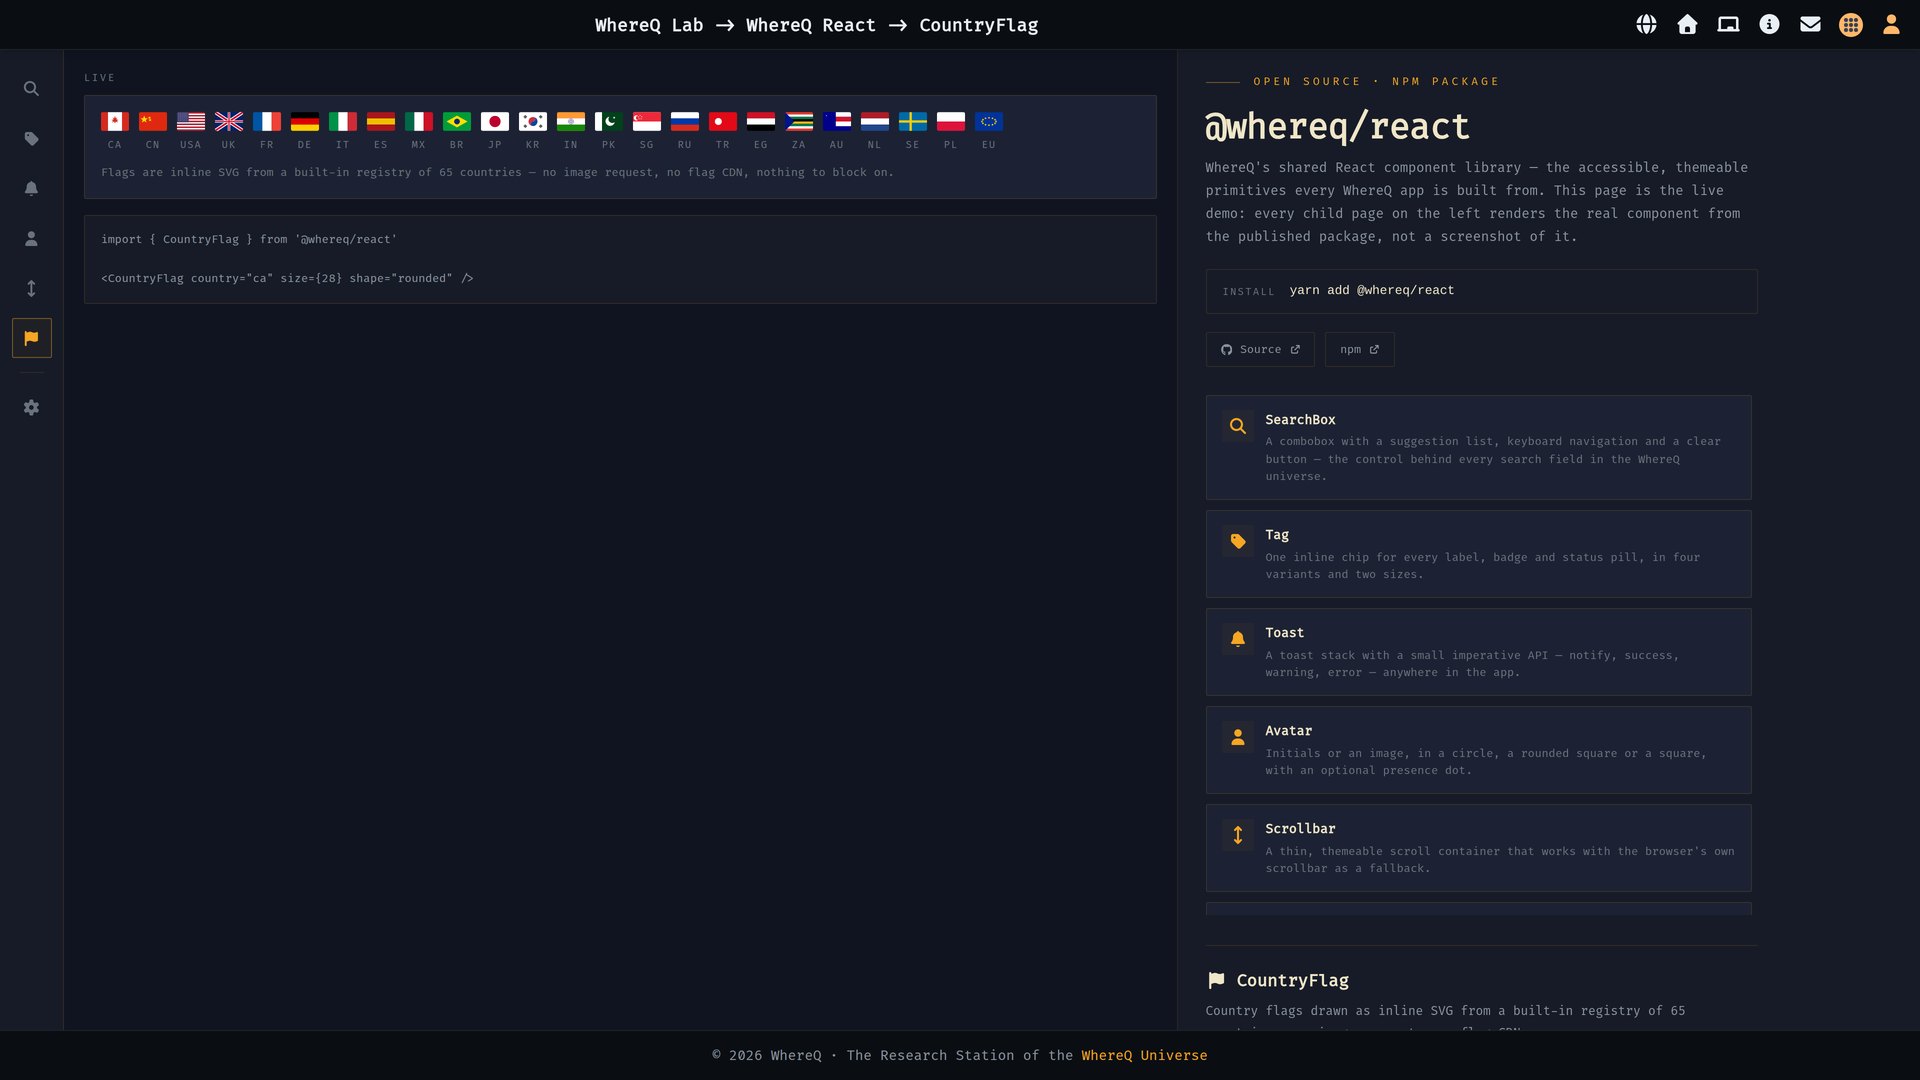 WhereQ Lab → WhereQ React → CountryFlag
LIVE
CA CN USA UK FR DE IT ES MX BR JP KR IN PK SG RU TR EG ZA AU NL SE PL EU
Flags are inline SVG from a built-in registry of 65 countries — no image request, no flag CDN, nothing to block on.
import { CountryFlag } from '@whereq/react'
<CountryFlag country="ca" size={28} shape="rounded" />
OPEN SOURCE · NPM PACKAGE
@whereq/react
WhereQ's shared React component library — the accessible, themeable
primitives every WhereQ app is built from. This page is the live
demo: every child page on the left renders the real component from
the published package, not a screenshot of it.
INSTALL yarn add @whereq/react
Source npm
SearchBox
A combobox with a suggestion list, keyboard navigation and a clear
button — the control behind every search field in the WhereQ
universe.
Tag
One inline chip for every label, badge and status pill, in four
variants and two sizes.
Toast
A toast stack with a small imperative API — notify, success,
warning, error — anywhere in the app.
Avatar
Initials or an image, in a circle, a rounded square or a square,
with an optional presence dot.
Scrollbar
A thin, themeable scroll container that works with the browser's own
scrollbar as a fallback.
CountryFlag
Country flags drawn as inline SVG from a built-in registry of 65
© 2026 WhereQ · The Research Station of the WhereQ Universe